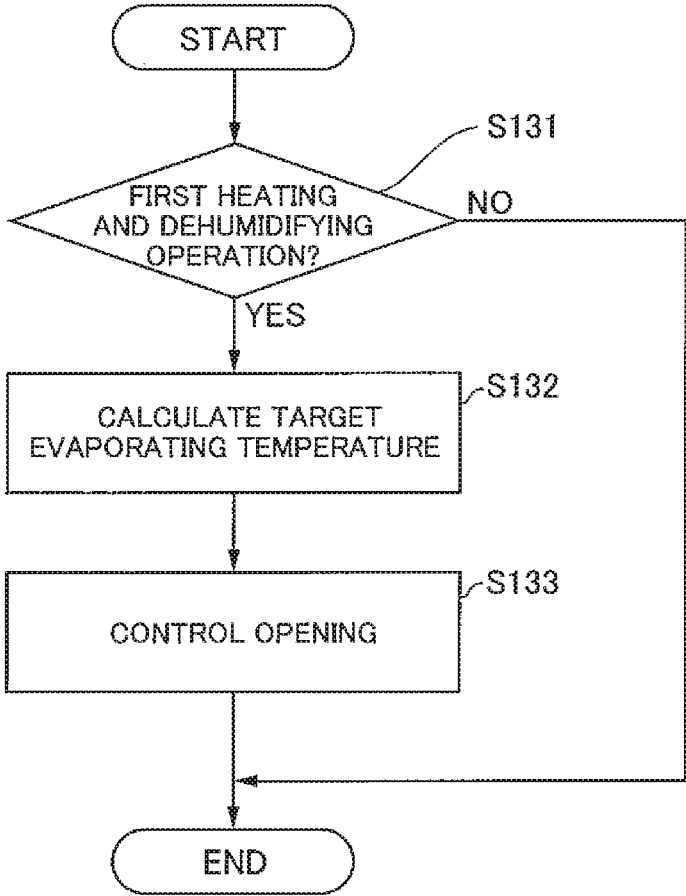 START
S131
FIRST HEATING
AND DEHUMIDIFYING
OPERATION?
NO
YES
S132
CALCULATE TARGET
EVAPORATING TEMPERATURE
S133
CONTROL OPENING
END